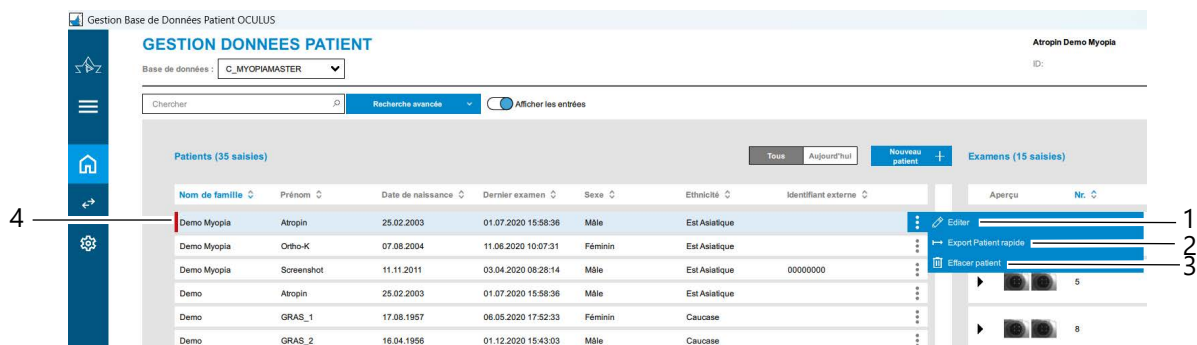 Gestion Base de Données Patient OCULUS
GESTION DONNEES PATIENT
Atropin Demo Myopia
Base de données : C_MYOPIAMASTER
ID:
Chercher Recherche avancée Afficher les entrées
Patients (35 saisies) Tous Aujourd'hui Nouveau patient + Examens (15 saisies)
Nom de famille Prénom Date de naissance Dernier examen Sexe Ethnicité Identifiant externe Aperçu Nr.
4 Demo Myopia Atropin 25.02.2003 01.07.2020 15:58:36 Mâle Est Asiatique Editer 1
Demo Myopia Ortho-K 07.08.2004 11.06.2020 10:07:31 Féminin Est Asiatique Export Patient rapide 2
Demo Myopia Screenshot 11.11.2011 03.04.2020 08:28:14 Mâle Est Asiatique 00000000 Effacer patient 3
Demo Atropin 25.02.2003 01.07.2020 15:58:36 Mâle Est Asiatique 5
Demo GRAS_1 17.08.1957 06.05.2020 17:52:33 Féminin Caucase
Demo GRAS_2 16.04.1956 01.12.2020 15:43:03 Mâle Caucase 8